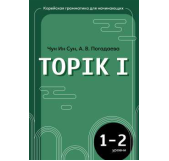 Корейская грамматика для начинающих
Чун Ин Сун, А. В. Погадаева
TOPIK I
1–2
уровни